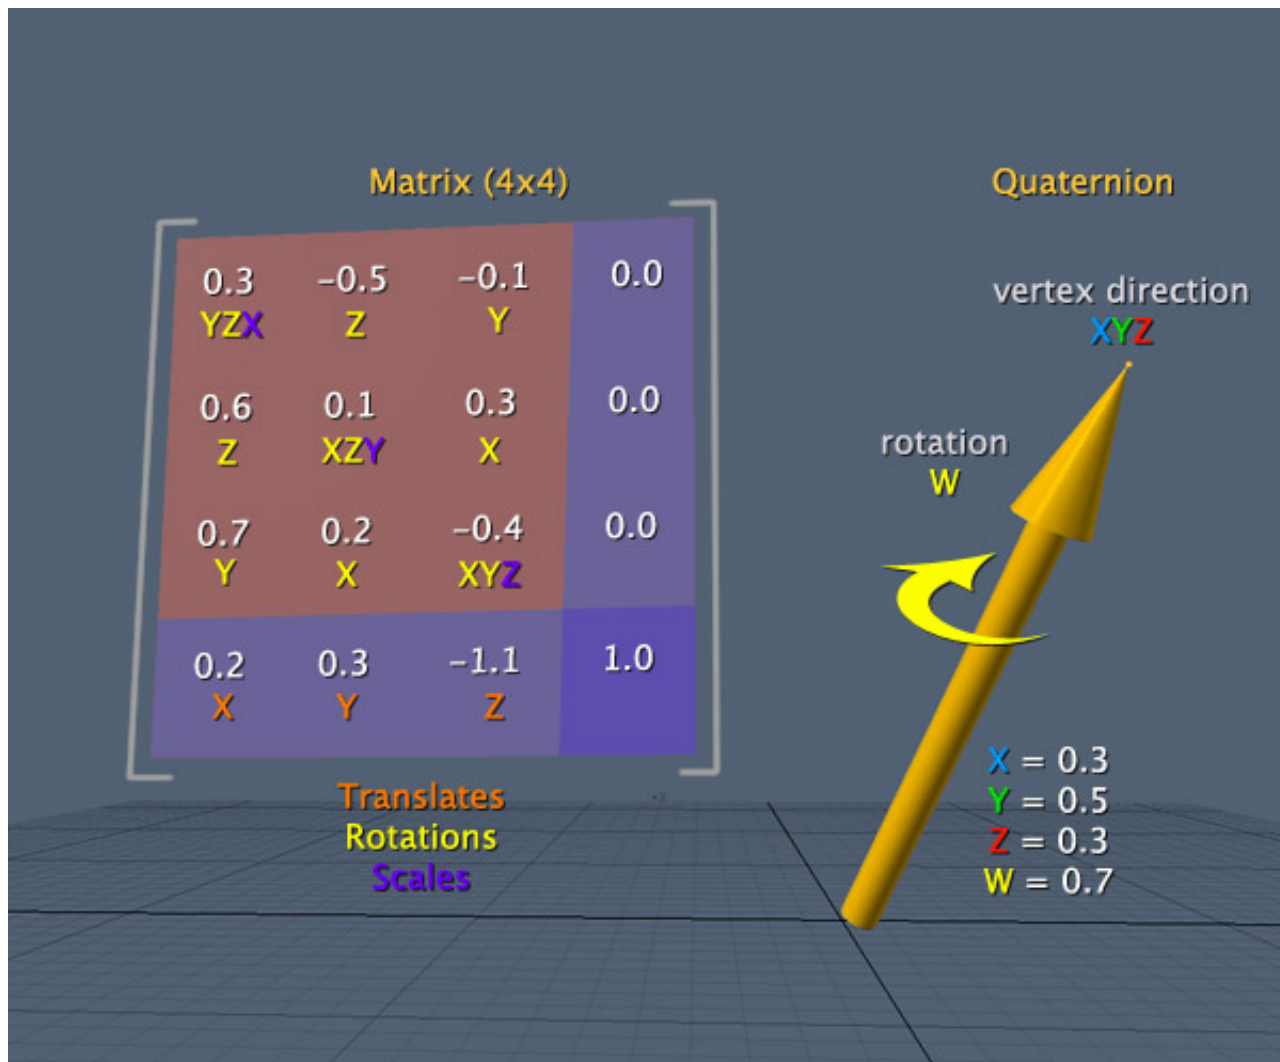 Matrix (4x4)
0.3 -0.5 -0.1 0.0
YZX Z Y
0.6 0.1 0.3 0.0
Z XZY X
0.7 0.2 -0.4 0.0
Y X XYZ
0.2 0.3 -1.1 1.0
X Y Z
Translates
Rotations
Scales
Quaternion
vertex direction
XYZ
rotation
W
X = 0.3
Y = 0.5
Z = 0.3
W = 0.7